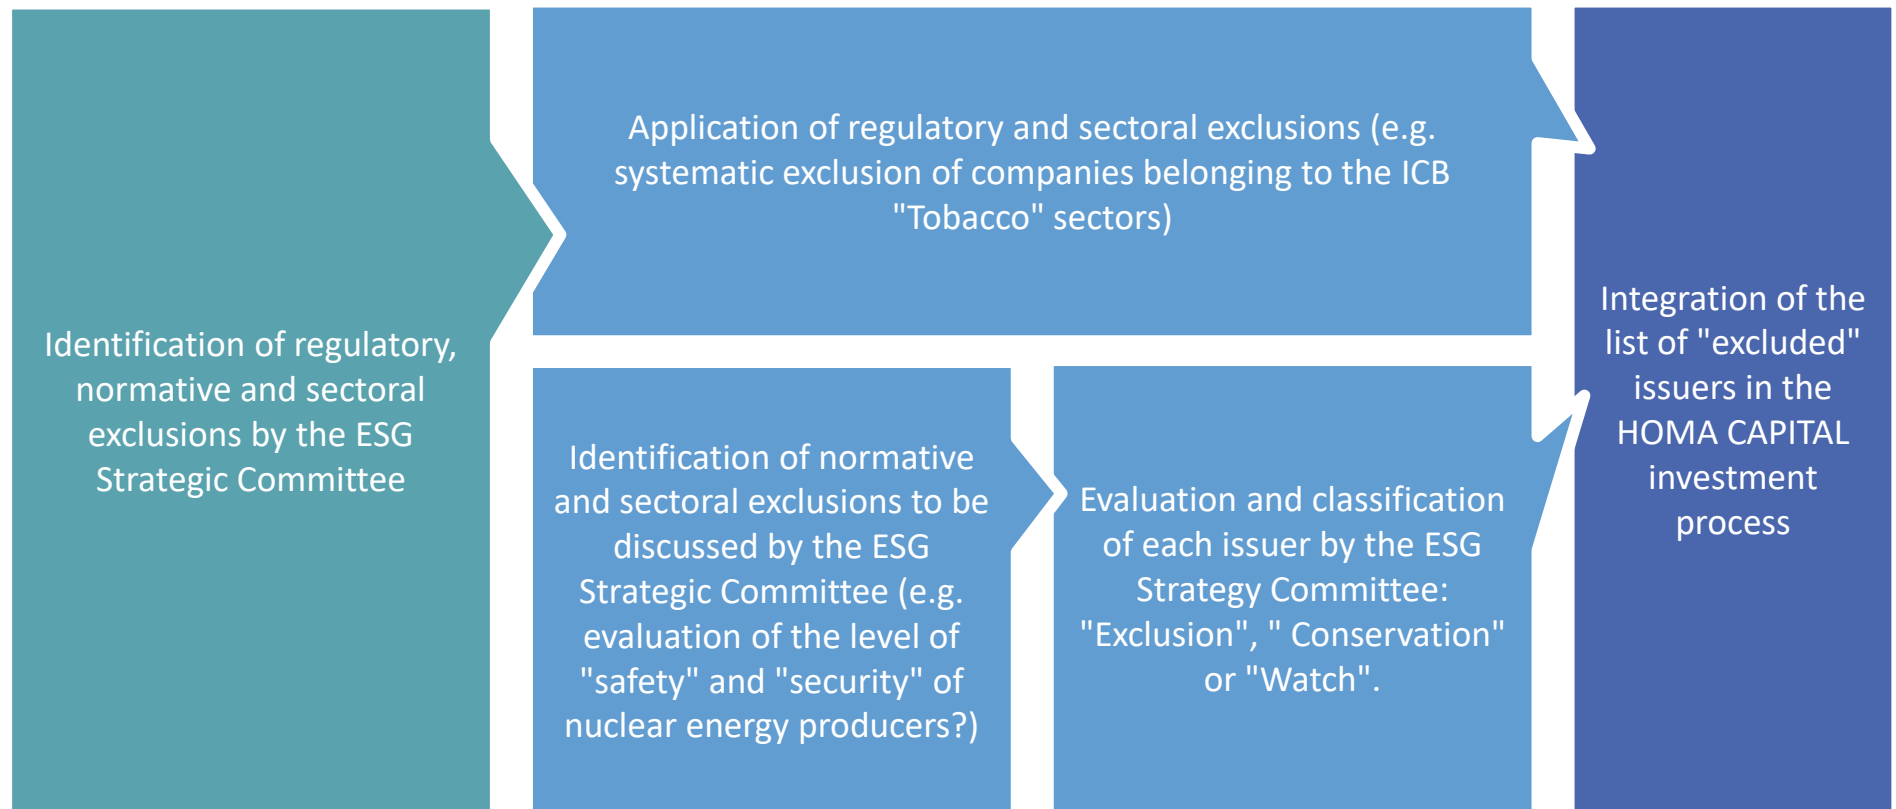 Identification of regulatory,
normative and sectoral
exclusions by the ESG
Strategic Committee
Application of regulatory and sectoral exclusions (e.g.
systematic exclusion of companies belonging to the ICB
"Tobacco" sectors)
Identification of normative
and sectoral exclusions to be
discussed by the ESG
Strategic Committee (e.g.
evaluation of the level of
"safety" and "security" of
nuclear energy producers?)
Evaluation and classification
of each issuer by the ESG
Strategy Committee:
"Exclusion", " Conservation"
or "Watch".
Integration of the
list of "excluded"
issuers in the
HOMA CAPITAL
investment
process